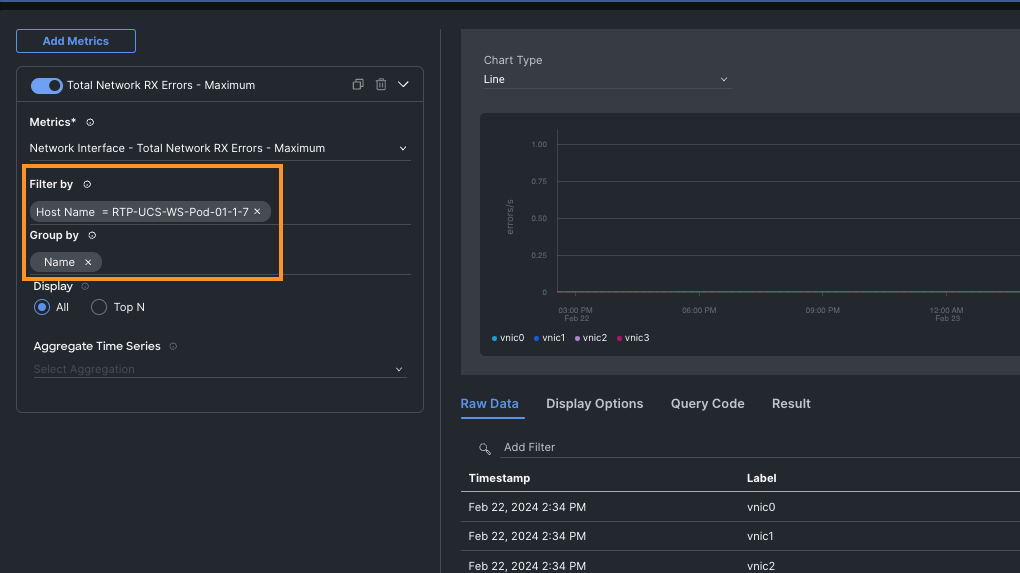 Add Metrics
Total Network RX Errors - Maximum
Metrics*
Network Interface - Total Network RX Errors - Maximum
Filter by
Host Name = RTP-UCS-WS-Pod-01-1-7 ×
Group by
Name ×
Display
All Top N
Aggregate Time Series
Select Aggregation
Chart Type
Line
errors/s
1.00
0.75
0.50
0.25
0
03:00 PM 06:00 PM 09:00 PM 12:00 AM
Feb 22 Feb 23
vnic0 vnic1 vnic2 vnic3
Raw Data Display Options Query Code Result
Add Filter
Timestamp Label
Feb 22, 2024 2:34 PM vnic0
Feb 22, 2024 2:34 PM vnic1
Feb 22, 2024 2:34 PM vnic2